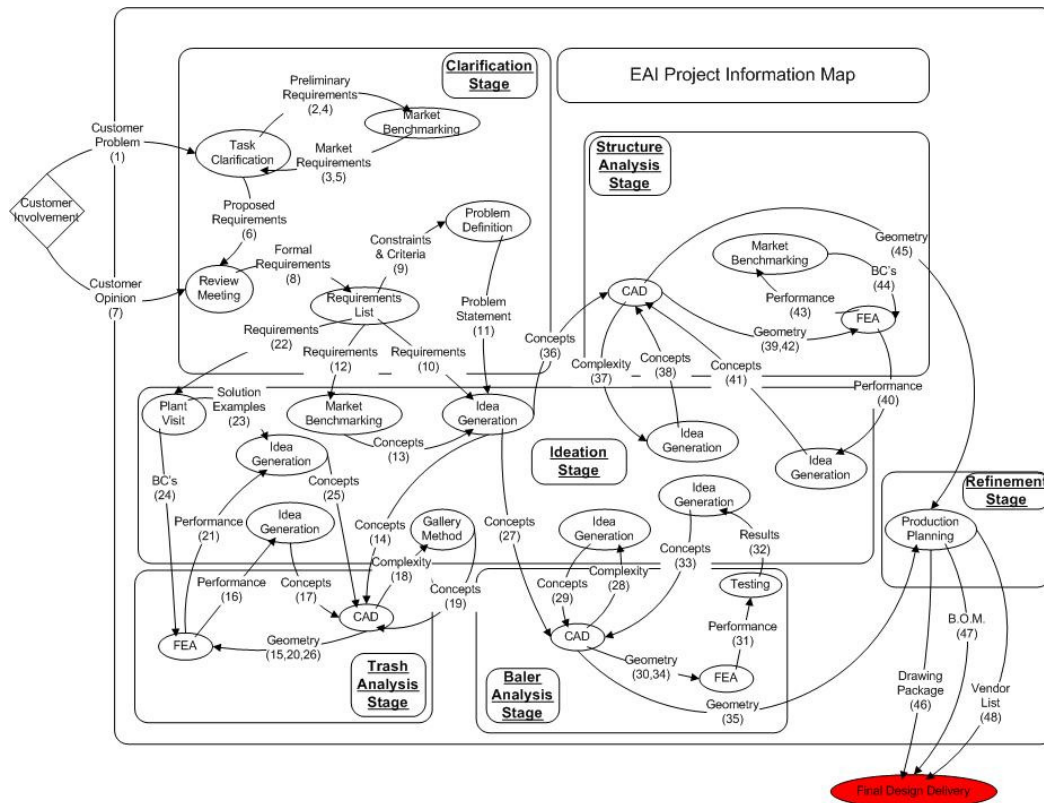 EAI Project Information Map
Clarification
Stage
Preliminary
Requirements
(2,4)
Market
Benchmarking
Customer
Problem
(1)
Task
Clarification
Market
Requirements
(3,5)
Customer
Involvement
Proposed
Requirements
(6)
Problem
Definition
Constraints
& Criteria
(9)
Formal
Requirements
(8)
Customer
Opinion
(7)
Review
Meeting
Requirements
List
Problem
Statement
(11)
Requirements
(22)
Requirements
(12)
Requirements
(10)
Structure
Analysis
Stage
Geometry
(45)
Market
Benchmarking
BC's
(44)
CAD
Performance
(43)
FEA
Concepts
(36)
Geometry
(39,42)
Complexity
(37)
Concepts
(38)
Concepts
(41)
Performance
(40)
Plant
Visit
Solution
Examples
(23)
Market
Benchmarking
Idea
Generation
Concepts
(13)
Idea
Generation
Ideation
Stage
Idea
Generation
Idea
Generation
BC's
(24)
Concepts
(25)
Performance
(21)
Idea
Generation
Concepts
(14)
Gallery
Method
Concepts
(27)
Idea
Generation
Idea
Generation
Concepts
(33)
Results
(32)
Refinement
Stage
Production
Planning
Performance
(16)
Concepts
(17)
Complexity
(18)
Concepts
(19)
CAD
FEA
Geometry
(15,20,26)
Trash
Analysis
Stage
Concepts
(29)
Complexity
(28)
Testing
CAD
Performance
(31)
Geometry
(30,34)
FEA
Baler
Analysis
Stage
Geometry
(35)
B.O.M.
(47)
Drawing
Package
(46)
Vendor
List
(48)
Final Design Delivery